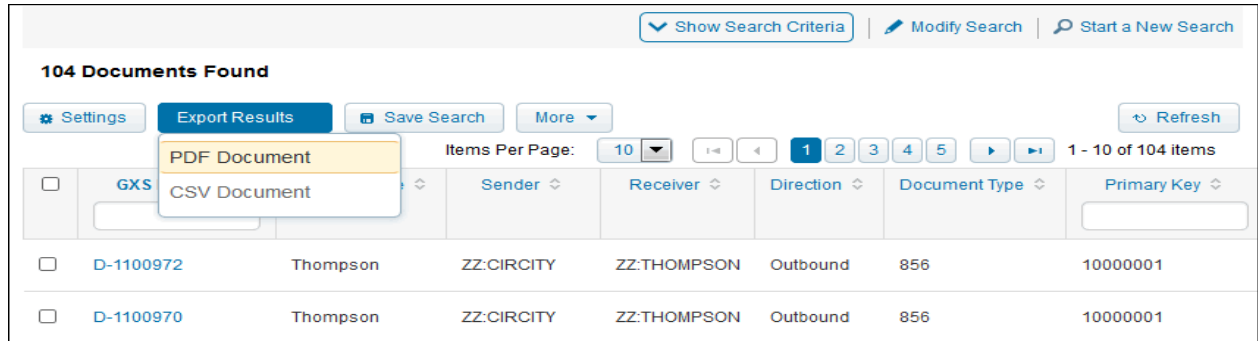 Show Search Criteria | Modify Search | Start a New Search
104 Documents Found
Settings Export Results Save Search More Refresh
PDF Document
CSV Document
Items Per Page: 10 1 2 3 4 5 1 - 10 of 104 items
GXS e Sender Receiver Direction Document Type Primary Key
D-1100972 Thompson ZZ:CIRCITY ZZ:THOMPSON Outbound 856 10000001
D-1100970 Thompson ZZ:CIRCITY ZZ:THOMPSON Outbound 856 10000001